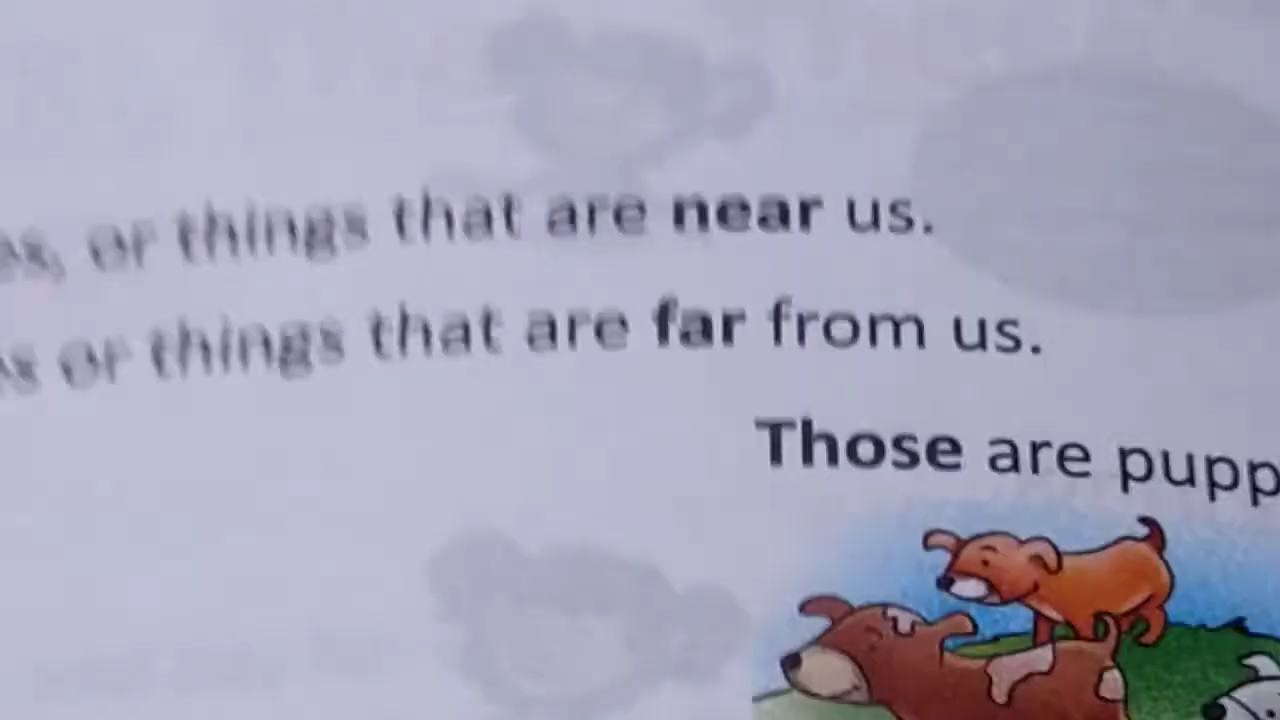 or things that are near us.
or things that are far from us.
Those are pupp